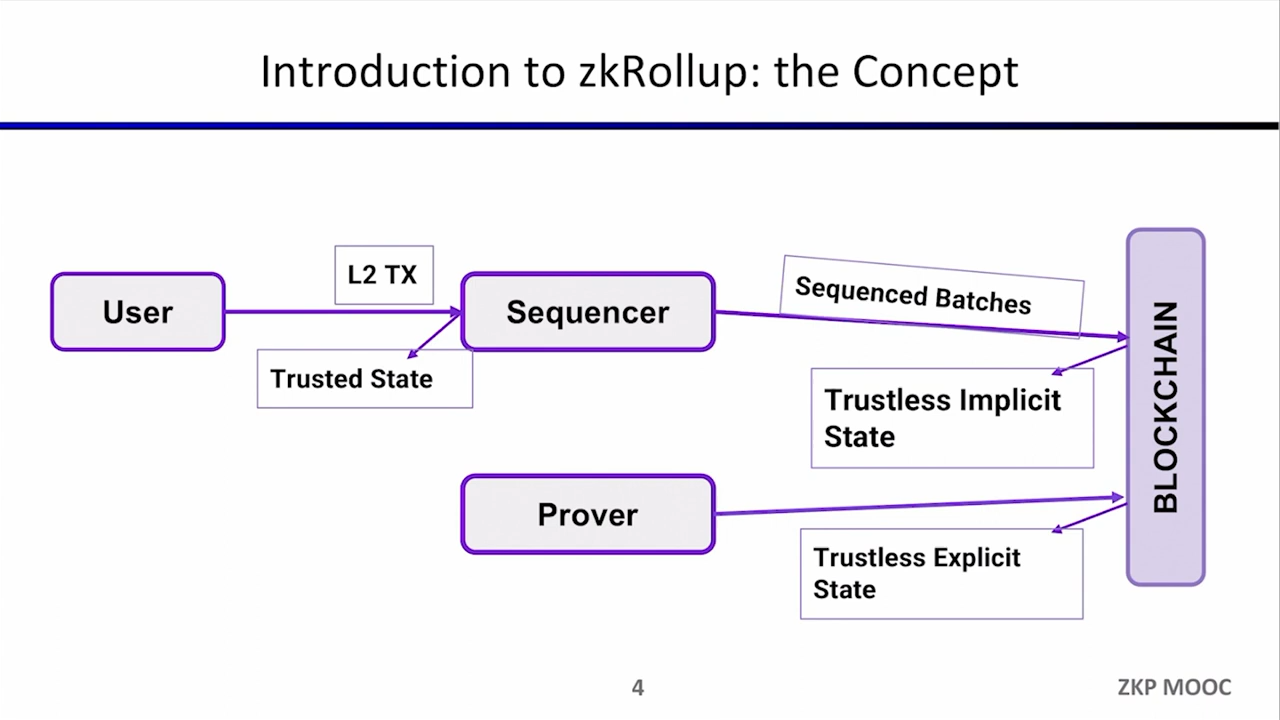 Introduction to zkRollup: the Concept
L2 TX
User
Sequencer
Sequenced Batches
Trusted State
Trustless Implicit
State
BLOCKCHAIN
Prover
Trustless Explicit
State
4
ZKP MOOC